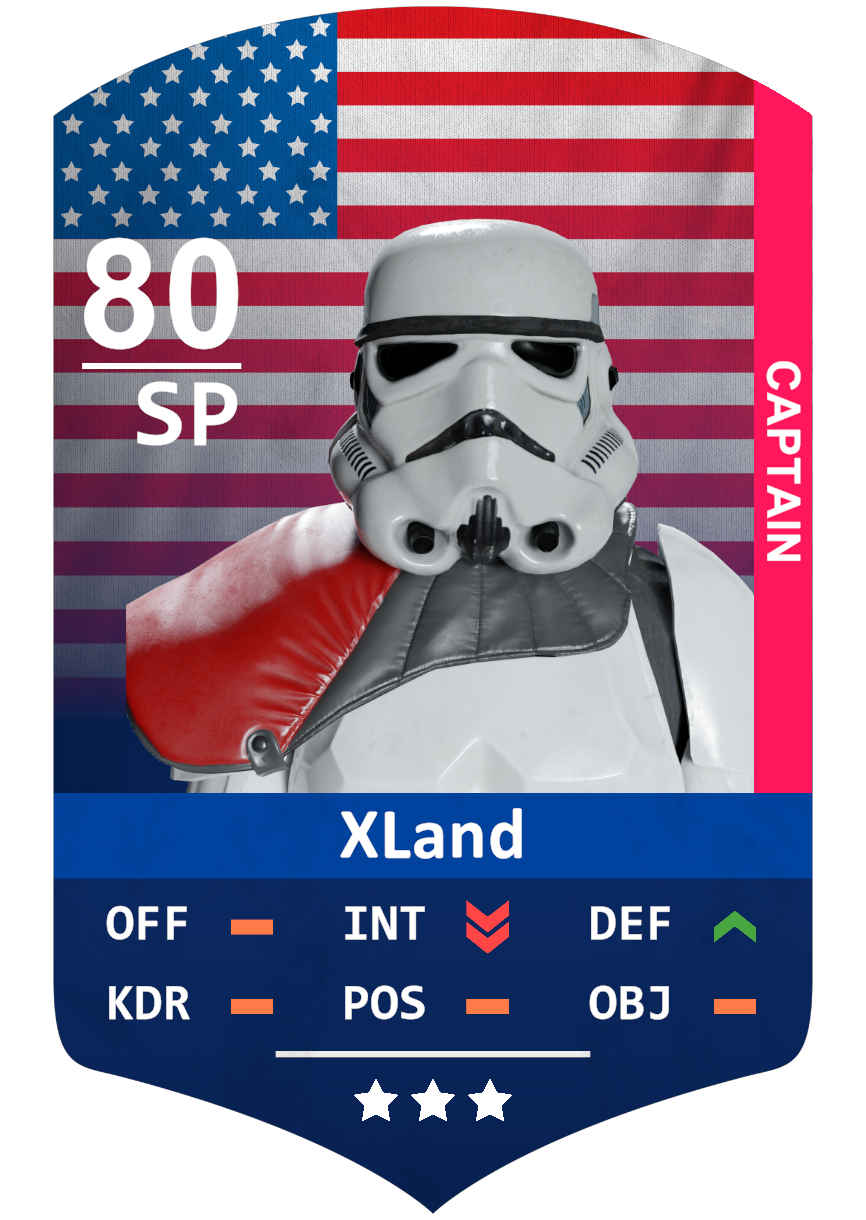 80
SP
CAPTAIN
XLand
OFF INT DEF
KDR POS OBJ